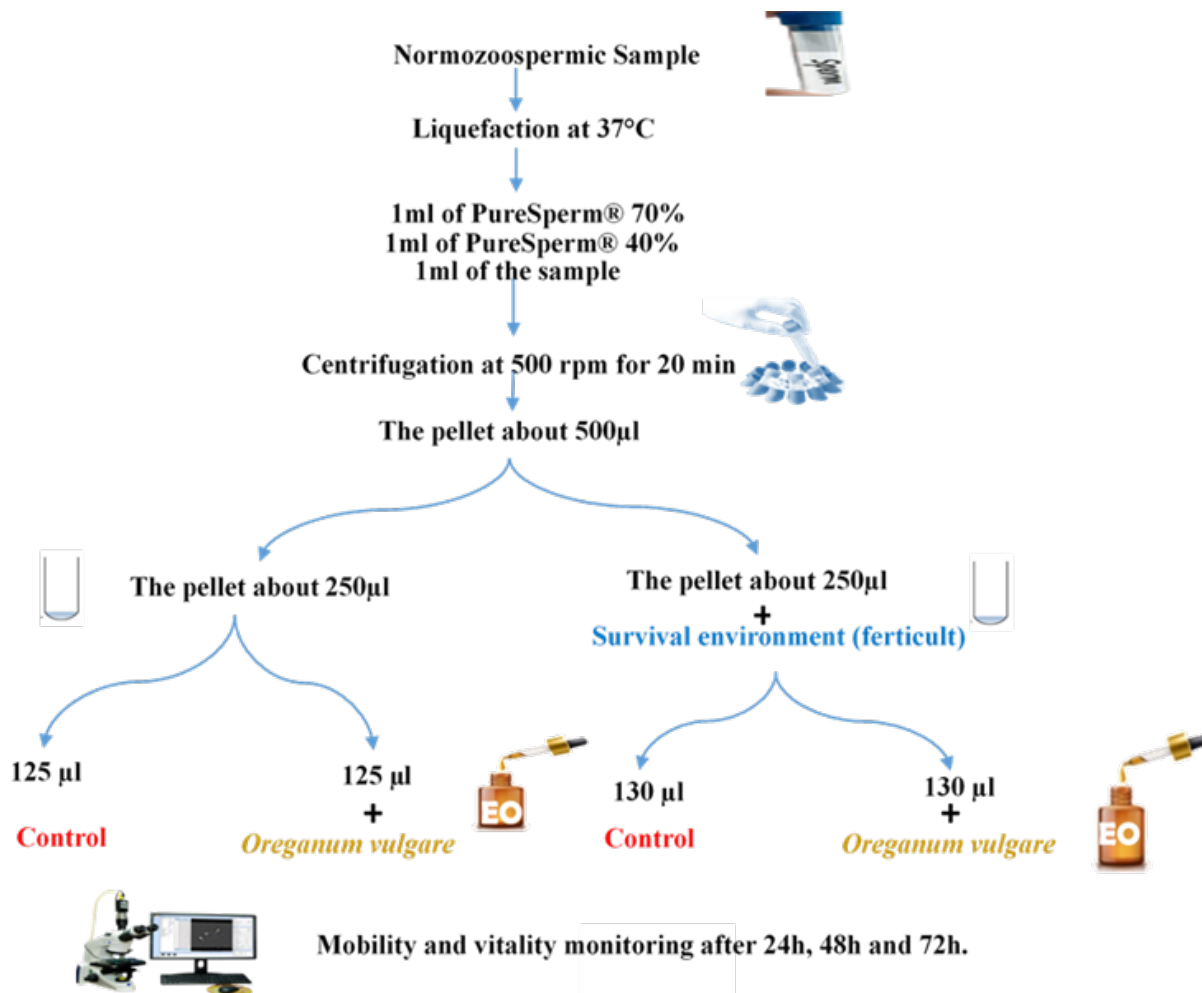 Normozoospermic Sample
Sperm
Liquefaction at 37°C
1ml of PureSperm® 70%
1ml of PureSperm® 40%
1ml of the sample
Centrifugation at 500 rpm for 20 min
The pellet about 500µl
The pellet about 250µl
The pellet about 250µl
+
Survival environment (ferticult)
125 µl
Control
125 µl
+
Oreganum vulgare
EO
130 µl
Control
130 µl
+
Oreganum vulgare
EO
Mobility and vitality monitoring after 24h, 48h and 72h.